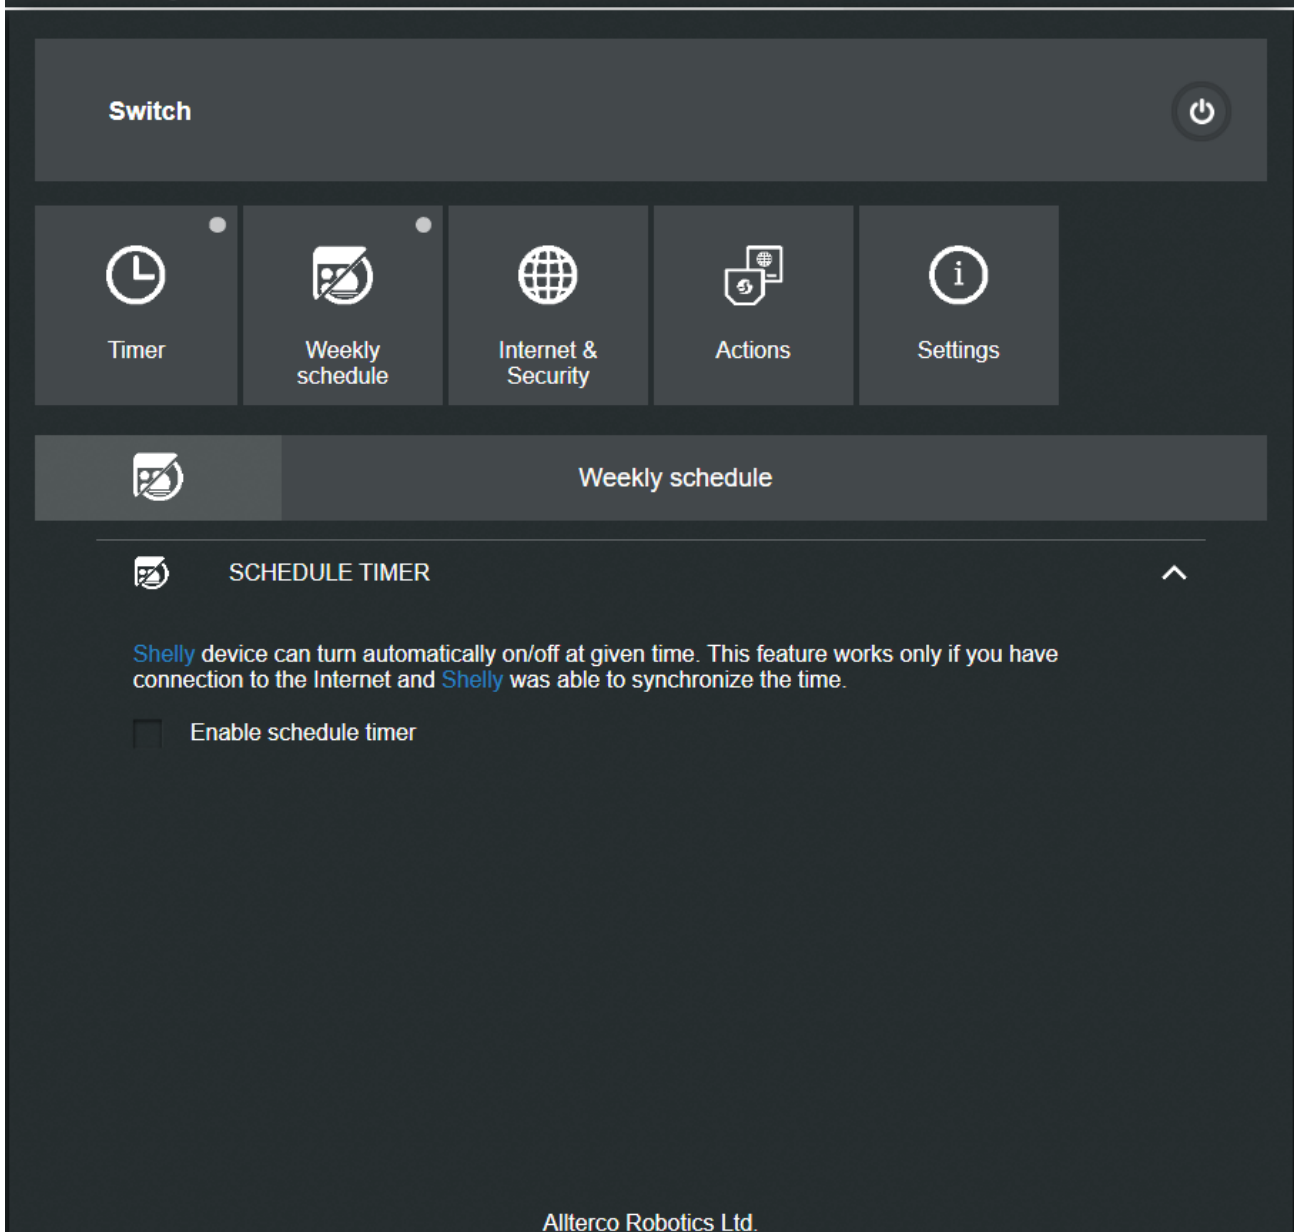 Switch
Timer
Weekly
schedule
Internet &
Security
Actions
Settings
Weekly schedule
SCHEDULE TIMER
Shelly device can turn automatically on/off at given time. This feature works only if you have
connection to the Internet and Shelly was able to synchronize the time.
Enable schedule timer
Allterco Robotics Ltd.